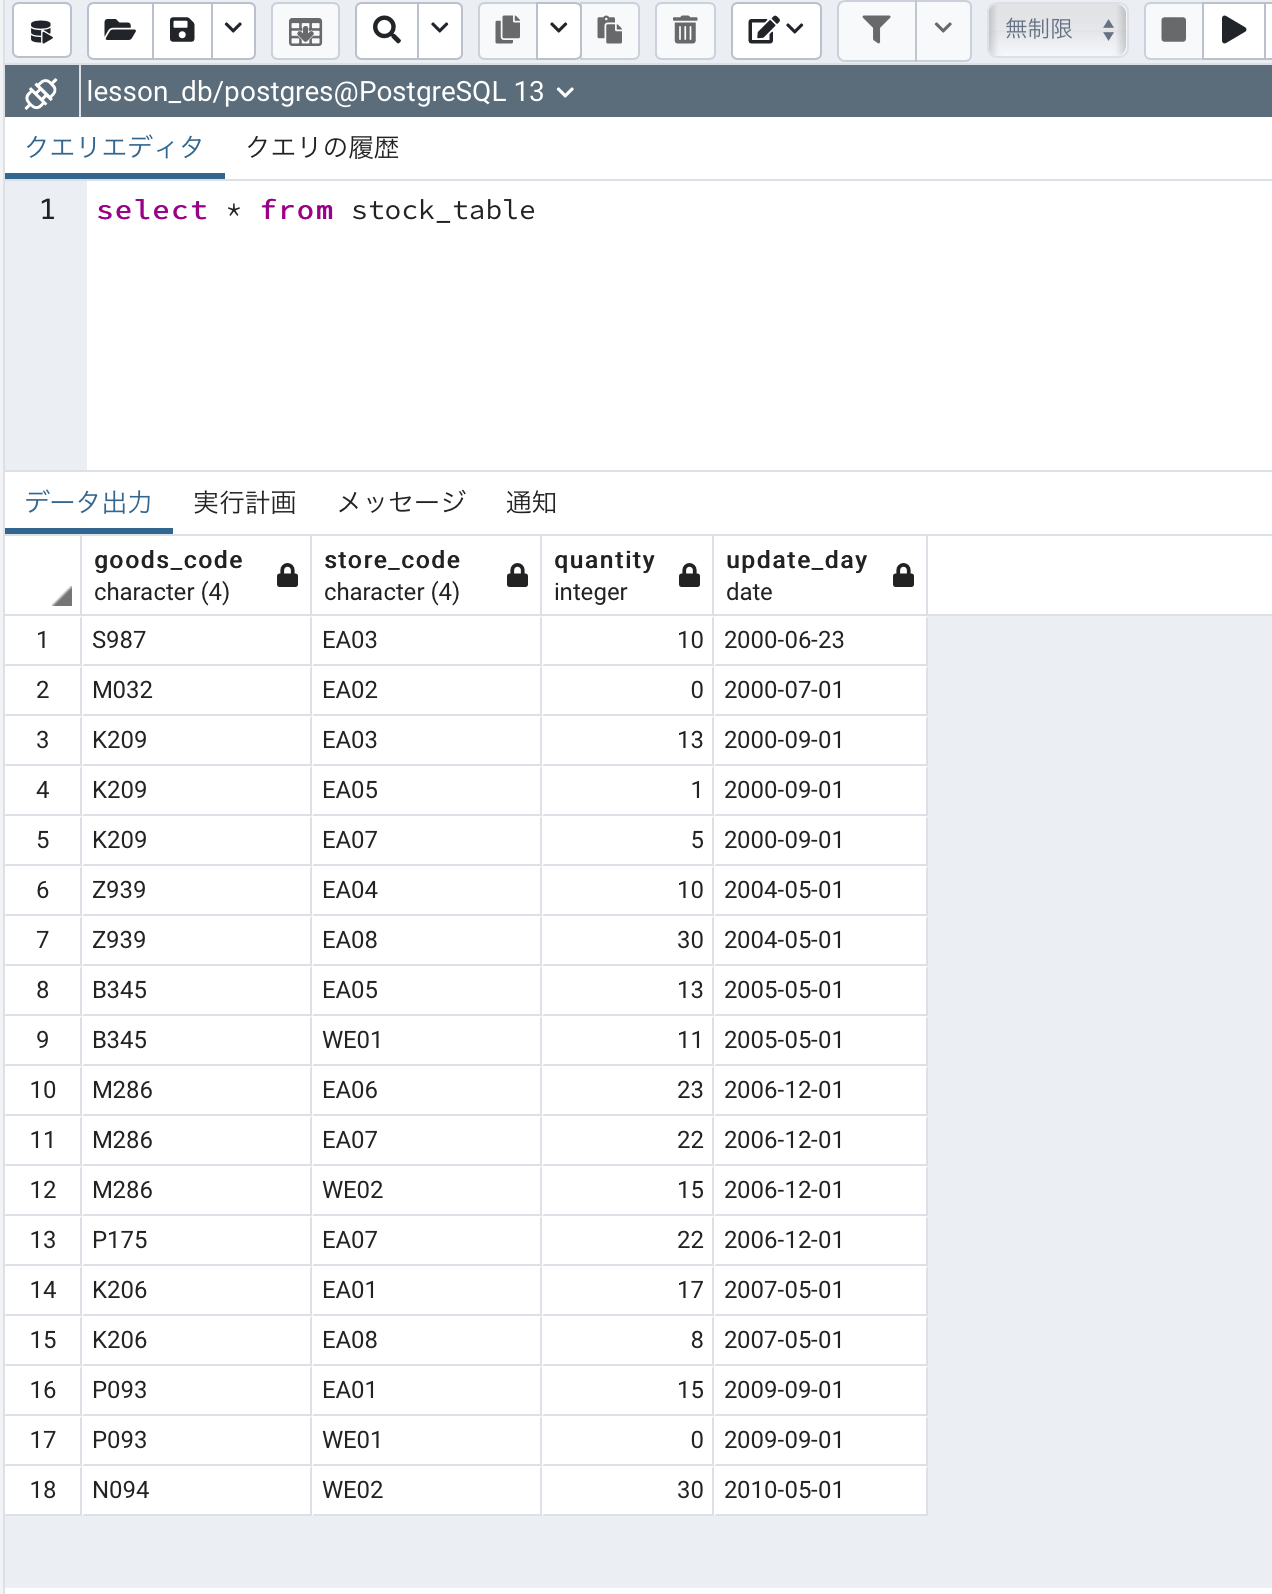 無制限
lesson_db/postgres@PostgreSQL 13
クエリエディタ クエリの履歴
1 select * from stock_table
データ出力 実行計画 メッセージ 通知
goods_code store_code quantity update_day
character (4) character (4) integer date
1 S987 EA03 10 2000-06-23
2 M032 EA02 0 2000-07-01
3 K209 EA03 13 2000-09-01
4 K209 EA05 1 2000-09-01
5 K209 EA07 5 2000-09-01
6 Z939 EA04 10 2004-05-01
7 Z939 EA08 30 2004-05-01
8 B345 EA05 13 2005-05-01
9 B345 WE01 11 2005-05-01
10 M286 EA06 23 2006-12-01
11 M286 EA07 22 2006-12-01
12 M286 WE02 15 2006-12-01
13 P175 EA07 22 2006-12-01
14 K206 EA01 17 2007-05-01
15 K206 EA08 8 2007-05-01
16 P093 EA01 15 2009-09-01
17 P093 WE01 0 2009-09-01
18 N094 WE02 30 2010-05-01